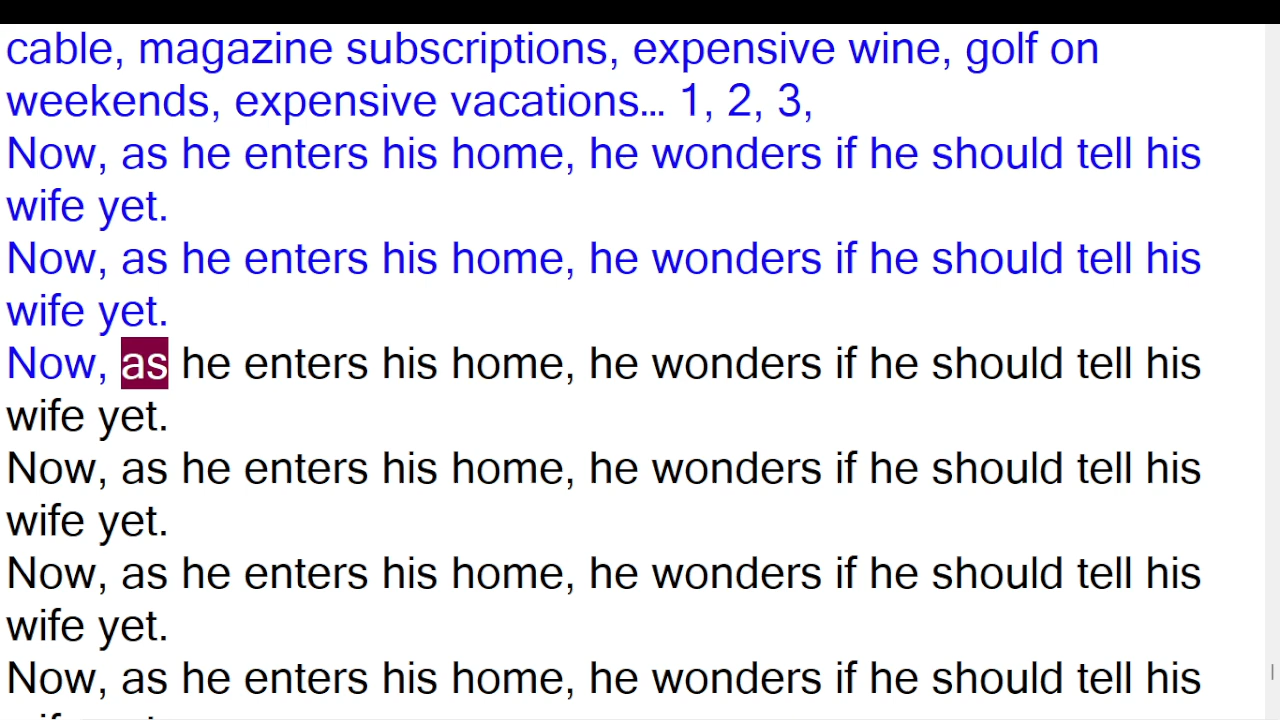 cable, magazine subscriptions, expensive wine, golf on
weekends, expensive vacations... 1, 2, 3,
Now, as he enters his home, he wonders if he should tell his
wife yet.
Now, as he enters his home, he wonders if he should tell his
wife yet.
Now, as he enters his home, he wonders if he should tell his
wife yet.
Now, as he enters his home, he wonders if he should tell his
wife yet.
Now, as he enters his home, he wonders if he should tell his
wife yet.
Now, as he enters his home, he wonders if he should tell his